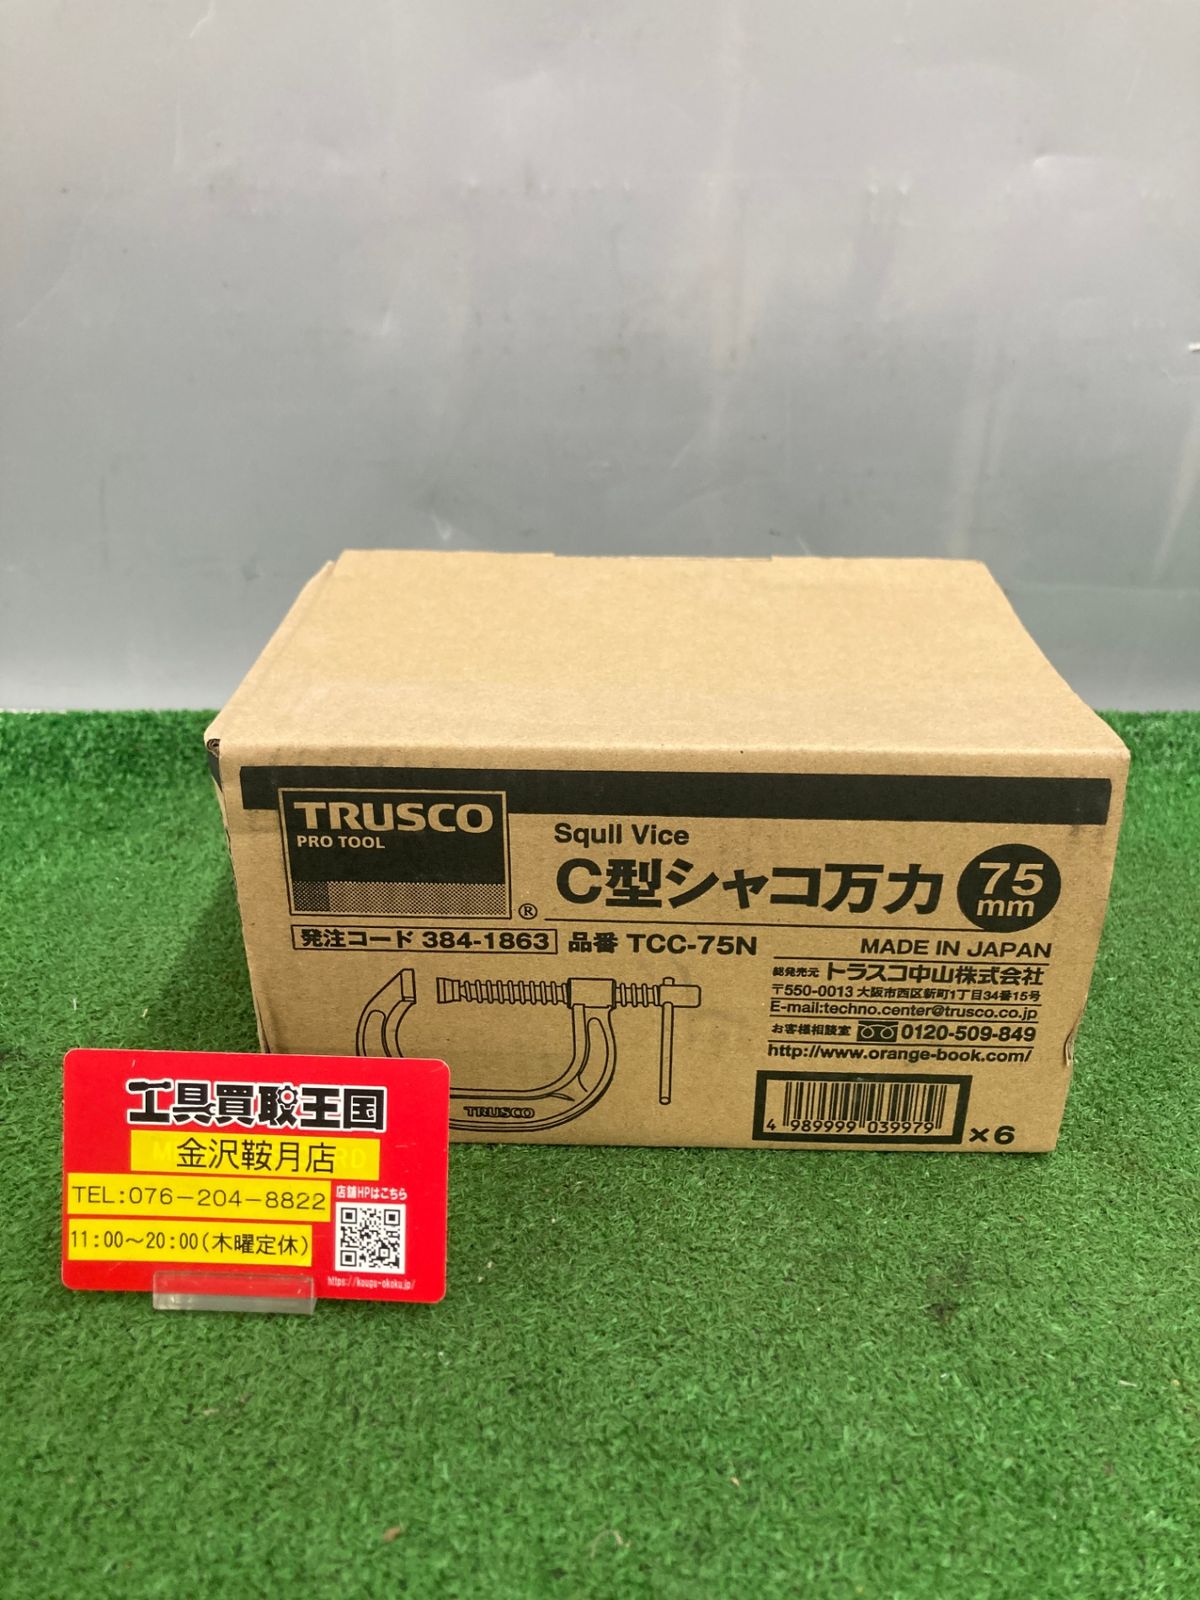 TRUSCO
PRO TOOL
®
Squll Vice
C型シャコ万力
75
mm
発注コード 384-1863
品番 TCC-75N
MADE IN JAPAN
総発売元 トラスコ中山株式会社
〒550-0013 大阪市西区新町1丁目34番15号
E-mail:techno.center@trusco.co.jp
お客様相談室 0120-509-849
http://www.orange-book.com/
TRUSCO
4 989999 039979
×6
工具買取王国
金沢鞍月店
TEL:076-204-8822
11:00～20:00(木曜定休)
店舗HPはこちら
https://kougu-okoku.jp/